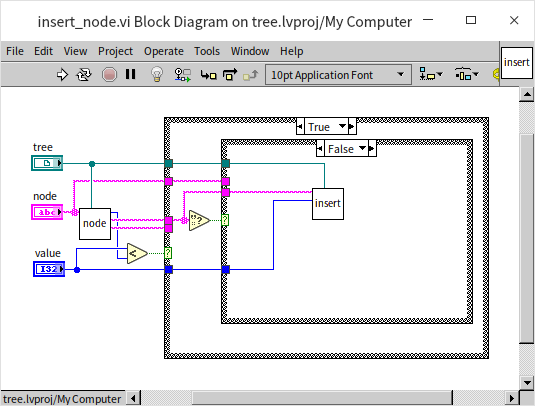 insert_node.vi Block Diagram on tree.lvproj/My Computer
File Edit View Project Operate Tools Window Help
10pt Application Font
insert
True
False
tree
node
abc
node
"?
insert
value
<
?
?
I32
tree.lvproj/My Computer